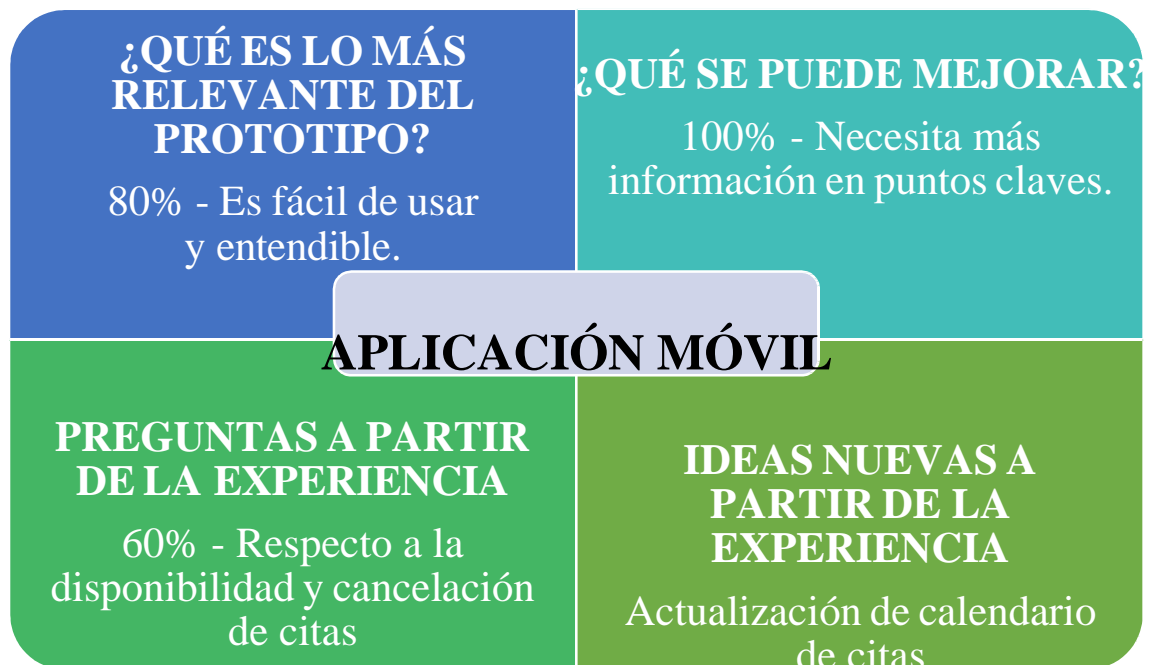 ¿QUÉ ES LO MÁS
RELEVANTE DEL
PROTOTIPO?
80% - Es fácil de usar
y entendible.
¿QUÉ SE PUEDE MEJORAR?
100% - Necesita más
información en puntos claves.
APLICACIÓN MÓVIL
PREGUNTAS A PARTIR
DE LA EXPERIENCIA
60% - Respecto a la
disponibilidad y cancelación
de citas
IDEAS NUEVAS A
PARTIR DE LA
EXPERIENCIA
Actualización de calendario
de citas